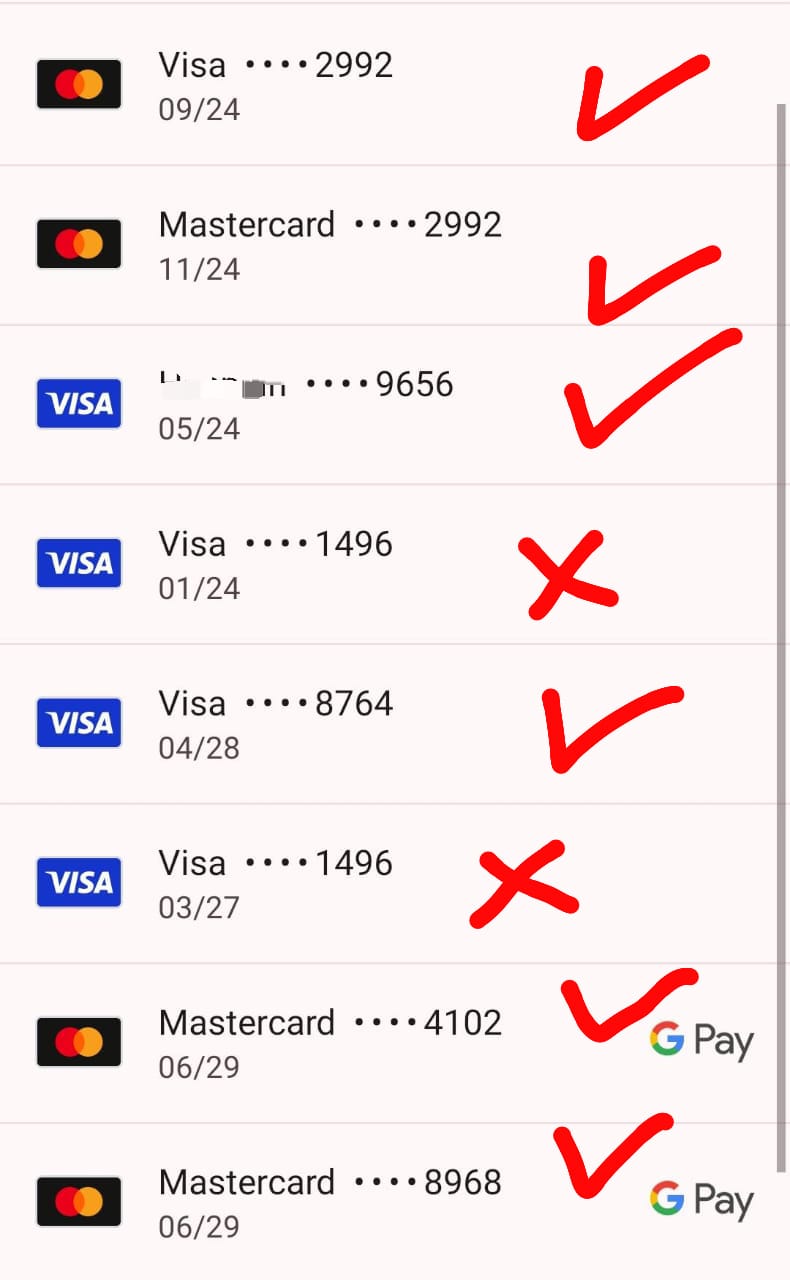 Visa ····2992
09/24
Mastercard ····2992
11/24
····9656
05/24
VISA
Visa ····1496
01/24
VISA
Visa ····8764
04/28
VISA
Visa ····1496
03/27
VISA
Mastercard ····4102
06/29
G Pay
Mastercard ····8968
06/29
G Pay